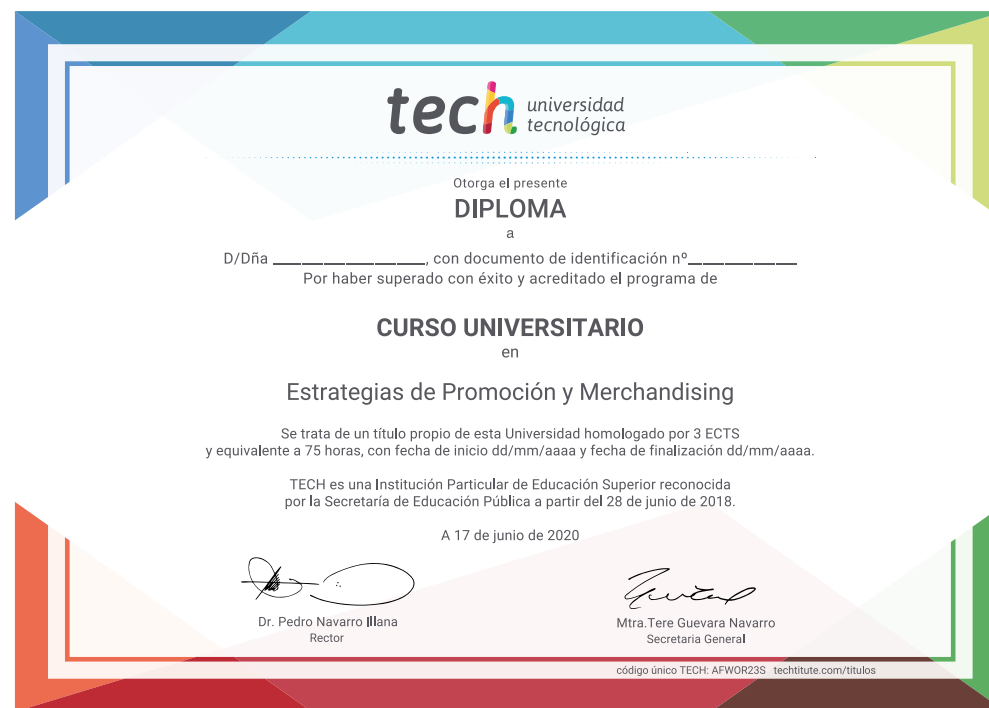 tech universidad
tecnológica
Otorga el presente
DIPLOMA
a
D/Dña ___________________, con documento de identificación nº______________
Por haber superado con éxito y acreditado el programa de
CURSO UNIVERSITARIO
en
Estrategias de Promoción y Merchandising
Se trata de un título propio de esta Universidad homologado por 3 ECTS
y equivalente a 75 horas, con fecha de inicio dd/mm/aaaa y fecha de finalización dd/mm/aaaa.
TECH es una Institución Particular de Educación Superior reconocida
por la Secretaría de Educación Pública a partir del 28 de junio de 2018.
A 17 de junio de 2020
Dr. Pedro Navarro Illana
Rector
Mtra.Tere Guevara Navarro
Secretaria General
código único TECH: AFWOR23S techtitute.com/titulos